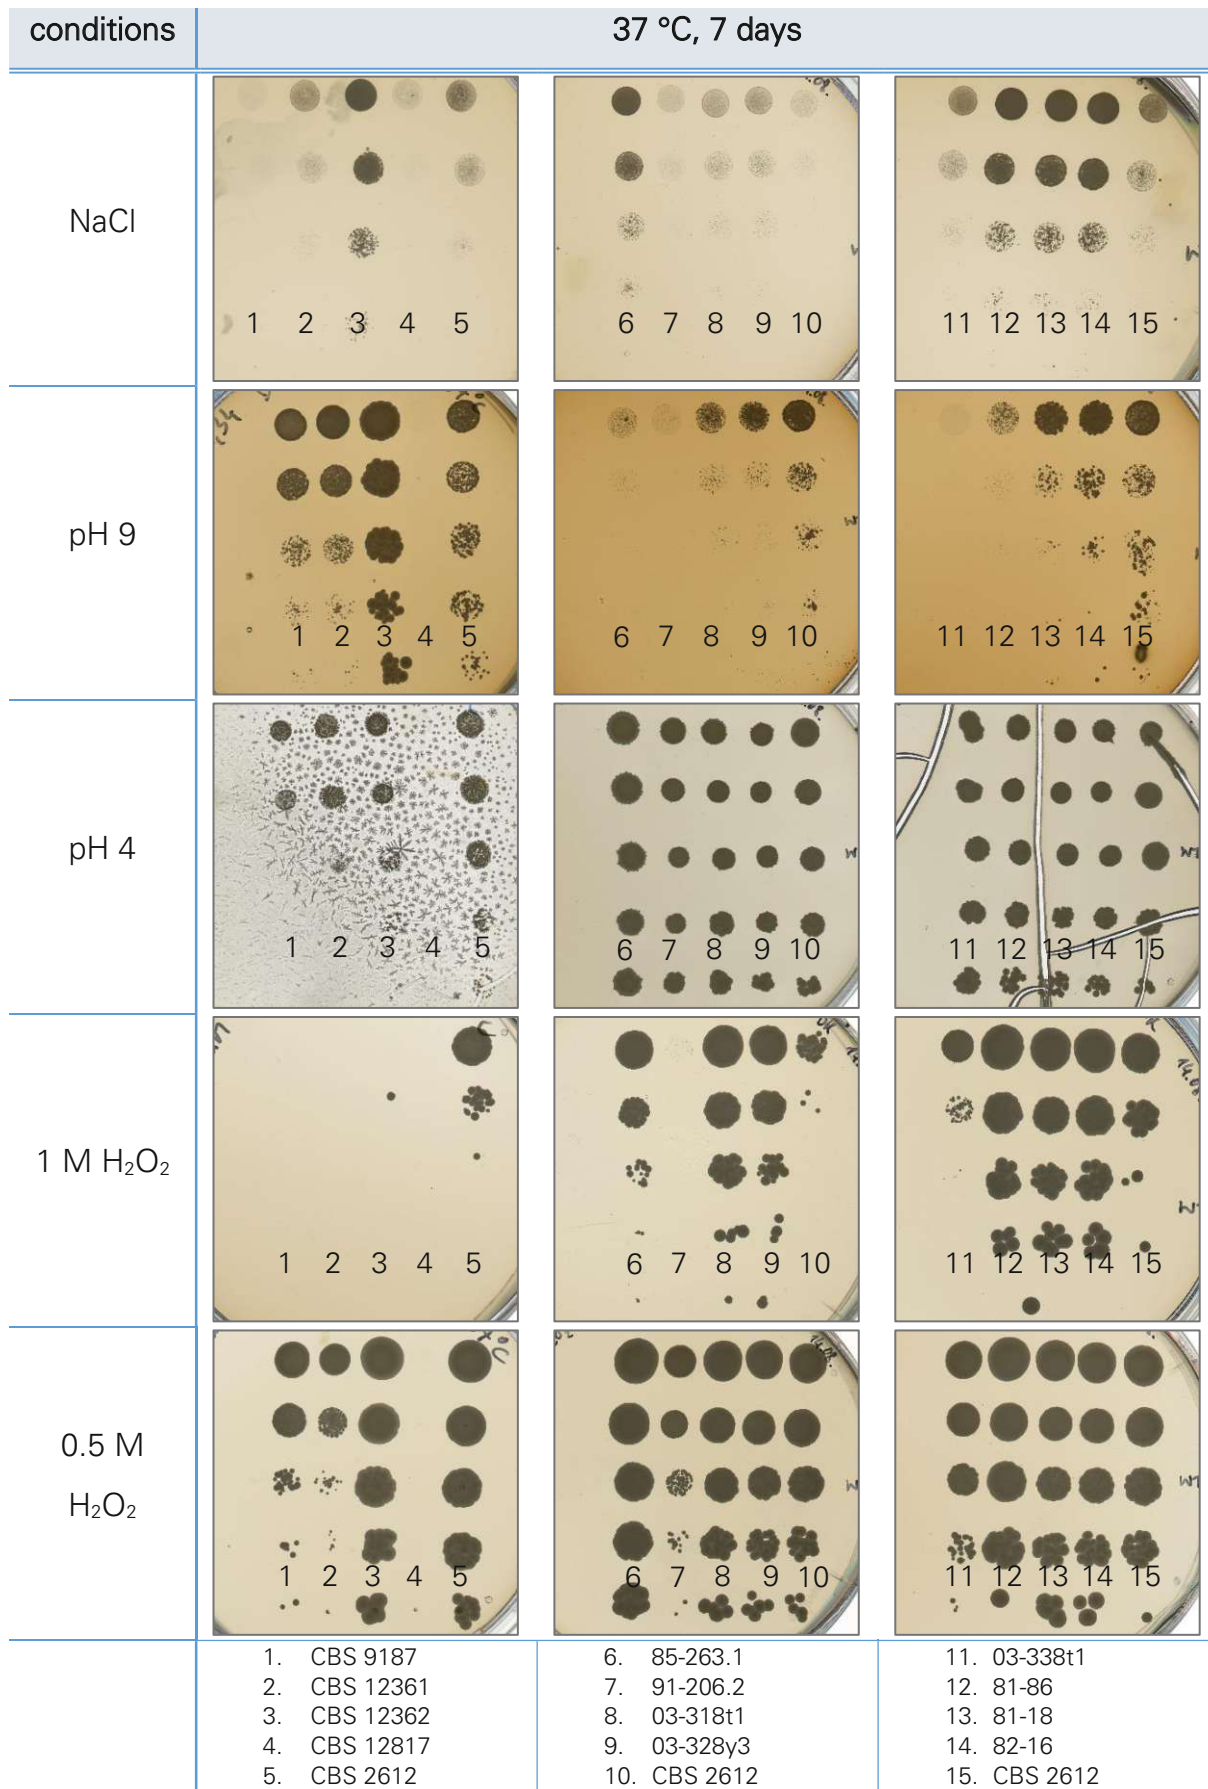 conditions
37 °C, 7 days
NaCl
1 2 3 4 5
6 7 8 9 10
11 12 13 14 15
pH 9
1 2 3 4 5
6 7 8 9 10
11 12 13 14 15
pH 4
1 2 3 4 5
6 7 8 9 10
11 12 13 14 15
1 M H₂O₂
1 2 3 4 5
6 7 8 9 10
11 12 13 14 15
0.5 M
H₂O₂
1 2 3 4 5
6 7 8 9 10
11 12 13 14 15
1. CBS 9187
2. CBS 12361
3. CBS 12362
4. CBS 12817
5. CBS 2612
6. 85-263.1
7. 91-206.2
8. 03-318t1
9. 03-328y3
10. CBS 2612
11. 03-338t1
12. 81-86
13. 81-18
14. 82-16
15. CBS 2612